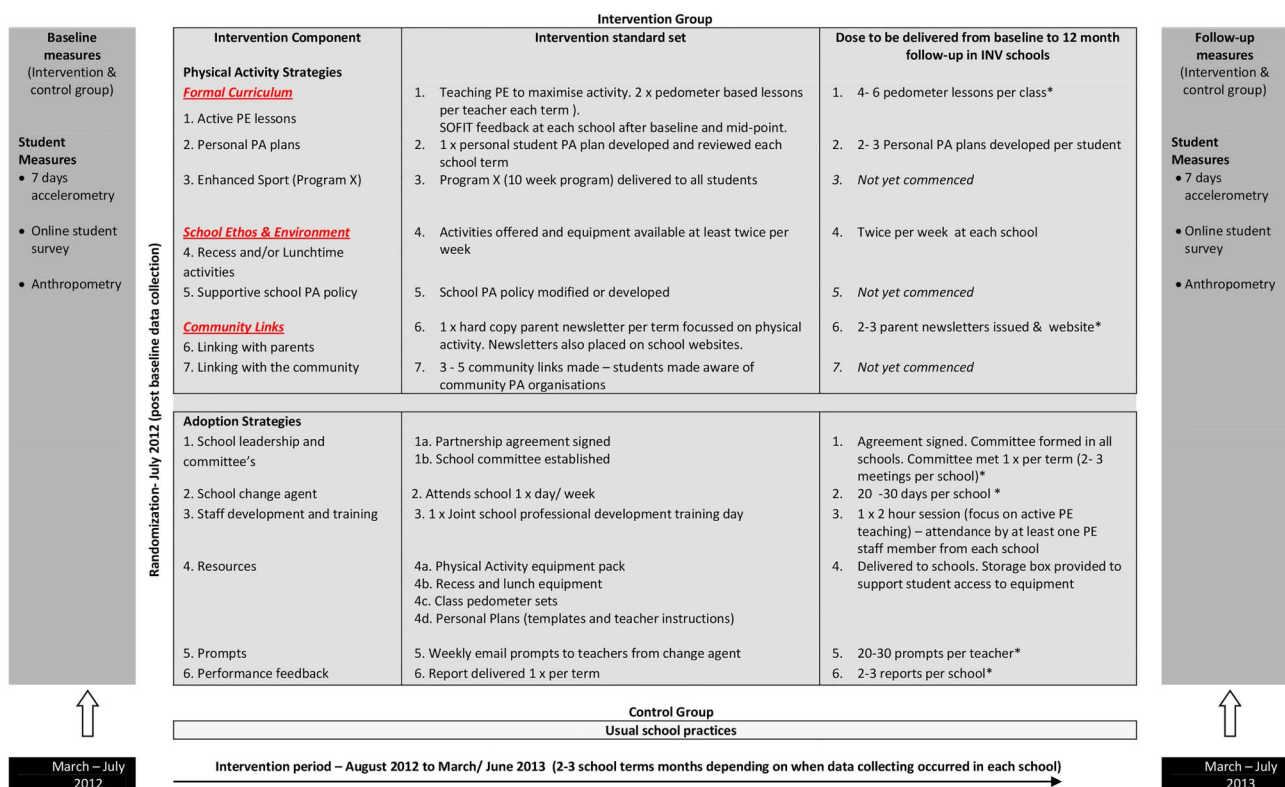 Intervention Group
Baseline
measures
(Intervention &
control group)
Student
Measures
• 7 days
accelerometry
• Online student
survey
• Anthropometry
March – July
2012
Randomization- July 2012 (post baseline data collection)
Intervention Component
Intervention standard set
Dose to be delivered from baseline to 12 month
follow-up in INV schools
Physical Activity Strategies
Formal Curriculum
1. Active PE lessons
1. Teaching PE to maximise activity. 2 x pedometer based lessons
per teacher each term ).
SOFIT feedback at each school after baseline and mid-point.
1. 4- 6 pedometer lessons per class*
2. Personal PA plans
2. 1 x personal student PA plan developed and reviewed each
school term
2. 2- 3 Personal PA plans developed per student
3. Enhanced Sport (Program X)
3. Program X (10 week program) delivered to all students
3. Not yet commenced
School Ethos & Environment
4. Recess and/or Lunchtime
activities
4. Activities offered and equipment available at least twice per
week
4. Twice per week at each school
5. Supportive school PA policy
5. School PA policy modified or developed
5. Not yet commenced
Community Links
6. Linking with parents
6. 1 x hard copy parent newsletter per term focussed on physical
activity. Newsletters also placed on school websites.
6. 2-3 parent newsletters issued & website*
7. Linking with the community
7. 3 - 5 community links made – students made aware of
community PA organisations
7. Not yet commenced
Adoption Strategies
1. School leadership and
committee's
1a. Partnership agreement signed
1b. School committee established
1. Agreement signed. Committee formed in all
schools. Committee met 1 x per term (2- 3
meetings per school)*
2. School change agent
2. Attends school 1 x day/ week
2. 20 -30 days per school *
3. Staff development and training
3. 1 x Joint school professional development training day
3. 1 x 2 hour session (focus on active PE
teaching) – attendance by at least one PE
staff member from each school
4. Resources
4a. Physical Activity equipment pack
4b. Recess and lunch equipment
4c. Class pedometer sets
4d. Personal Plans (templates and teacher instructions)
4. Delivered to schools. Storage box provided to
support student access to equipment
5. Prompts
5. Weekly email prompts to teachers from change agent
5. 20-30 prompts per teacher*
6. Performance feedback
6. Report delivered 1 x per term
6. 2-3 reports per school*
Control Group
Usual school practices
Intervention period – August 2012 to March/ June 2013 (2-3 school terms months depending on when data collecting occurred in each school)
Follow-up
measures
(Intervention &
control group)
Student
Measures
• 7 days
accelerometry
• Online student
survey
• Anthropometry
March – July
2013